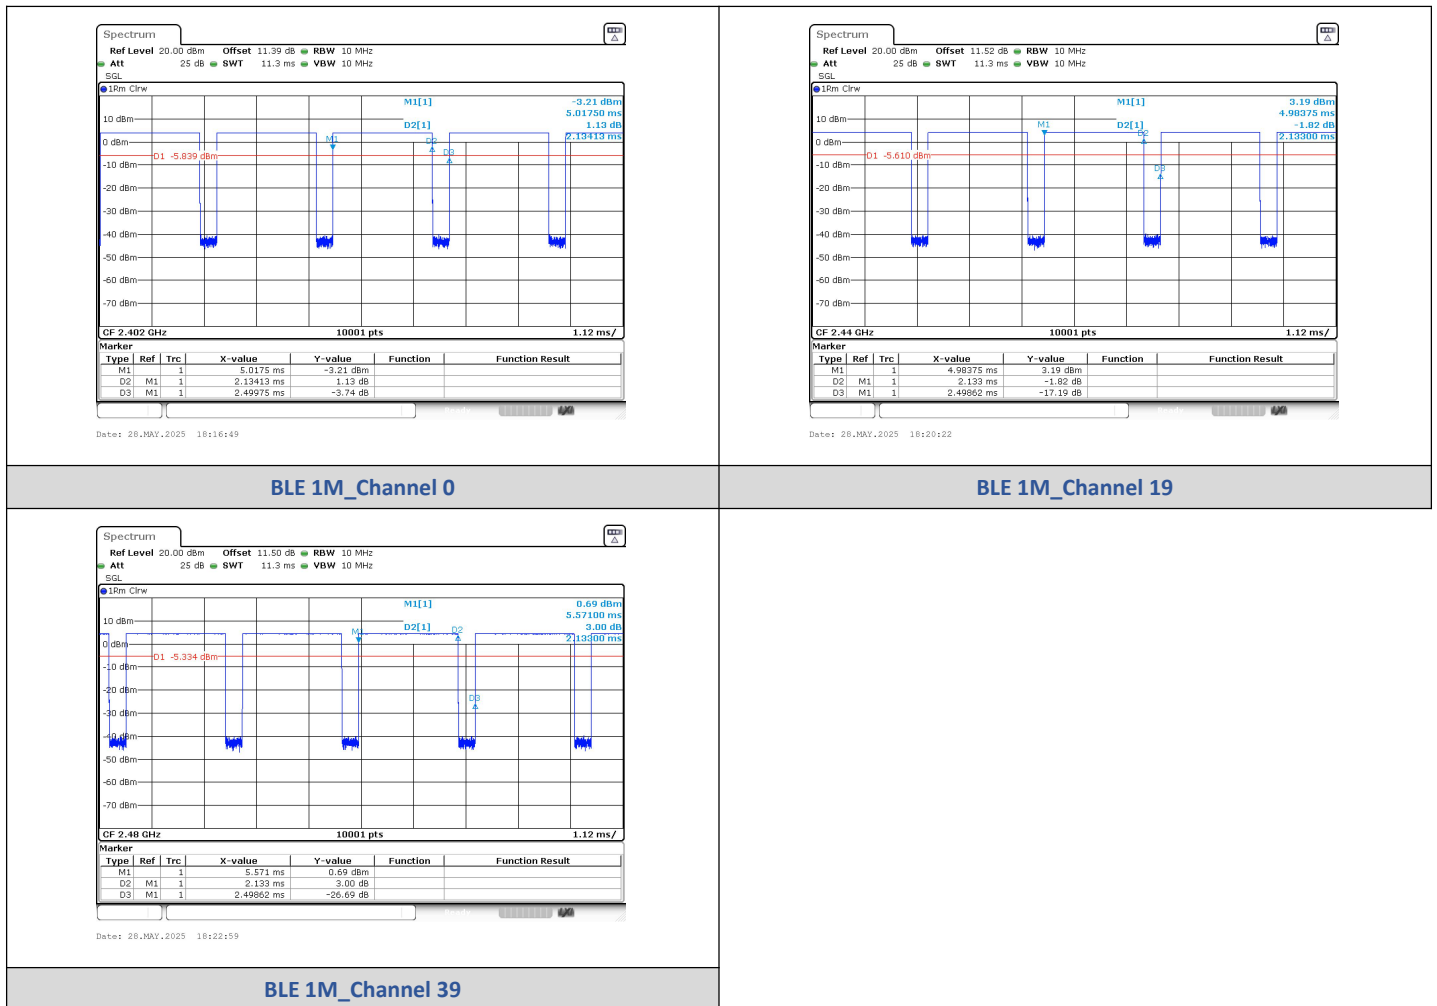 Spectrum
Ref Level 20.00 dBm Offset 11.39 dB RBW 10 MHz
Att 25 dB SWT 11.3 ms VBW 10 MHz
SGL
1Rm Clrw
M1[1] -3.21 dBm
5.01750 ms
D2[1] 1.13 dB
2.13413 ms
10 dBm
M1
D2
0 dBm
D3
D1 -5.839 dBm
-10 dBm
-20 dBm
-30 dBm
-40 dBm
-50 dBm
-60 dBm
-70 dBm
CF 2.402 GHz 10001 pts 1.12 ms/
Marker
Type Ref Trc X-value Y-value Function Function Result
M1 1 5.0175 ms -3.21 dBm
D2 M1 1 2.13413 ms 1.13 dB
D3 M1 1 2.49975 ms -3.74 dB
Ready
Date: 28.MAY.2025 18:16:49
BLE 1M_Channel 0
Spectrum
Ref Level 20.00 dBm Offset 11.52 dB RBW 10 MHz
Att 25 dB SWT 11.3 ms VBW 10 MHz
SGL
1Rm Clrw
M1[1] 3.19 dBm
4.98375 ms
D2[1] -1.82 dB
2.13300 ms
10 dBm
M1
D2
0 dBm
D1 -5.610 dBm
-10 dBm
D3
-20 dBm
-30 dBm
-40 dBm
-50 dBm
-60 dBm
-70 dBm
CF 2.44 GHz 10001 pts 1.12 ms/
Marker
Type Ref Trc X-value Y-value Function Function Result
M1 1 4.98375 ms 3.19 dBm
D2 M1 1 2.133 ms -1.82 dB
D3 M1 1 2.49862 ms -17.19 dB
Ready
Date: 28.MAY.2025 18:20:22
BLE 1M_Channel 19
Spectrum
Ref Level 20.00 dBm Offset 11.50 dB RBW 10 MHz
Att 25 dB SWT 11.3 ms VBW 10 MHz
SGL
1Rm Clrw
M1[1] 0.69 dBm
5.57100 ms
D2[1] 3.00 dB
2.13300 ms
10 dBm
M1
D2
0 dBm
D1 -5.334 dBm
-10 dBm
-20 dBm
D3
-30 dBm
-40 dBm
-50 dBm
-60 dBm
-70 dBm
CF 2.48 GHz 10001 pts 1.12 ms/
Marker
Type Ref Trc X-value Y-value Function Function Result
M1 1 5.571 ms 0.69 dBm
D2 M1 1 2.133 ms 3.00 dB
D3 M1 1 2.49862 ms -26.69 dB
Ready
Date: 28.MAY.2025 18:22:59
BLE 1M_Channel 39